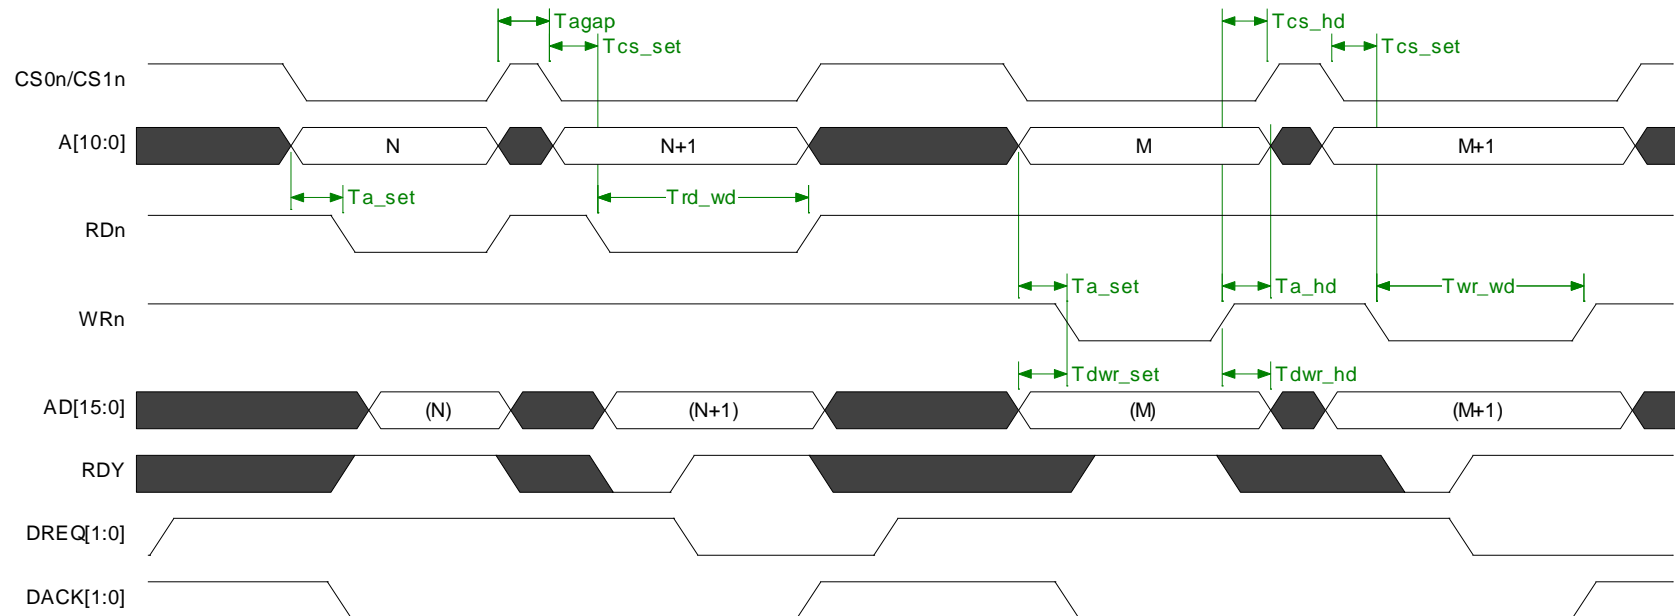 Tagap Tcs_hd
Tcs_set Tcs_set
CS0n/CS1n
A[10:0] N N+1 M M+1
Ta_set Trd_wd
RDn
Ta_set Ta_hd Twr_wd
WRn
Tdwr_set Tdwr_hd
AD[15:0] (N) (N+1) (M) (M+1)
RDY
DREQ[1:0]
DACK[1:0]